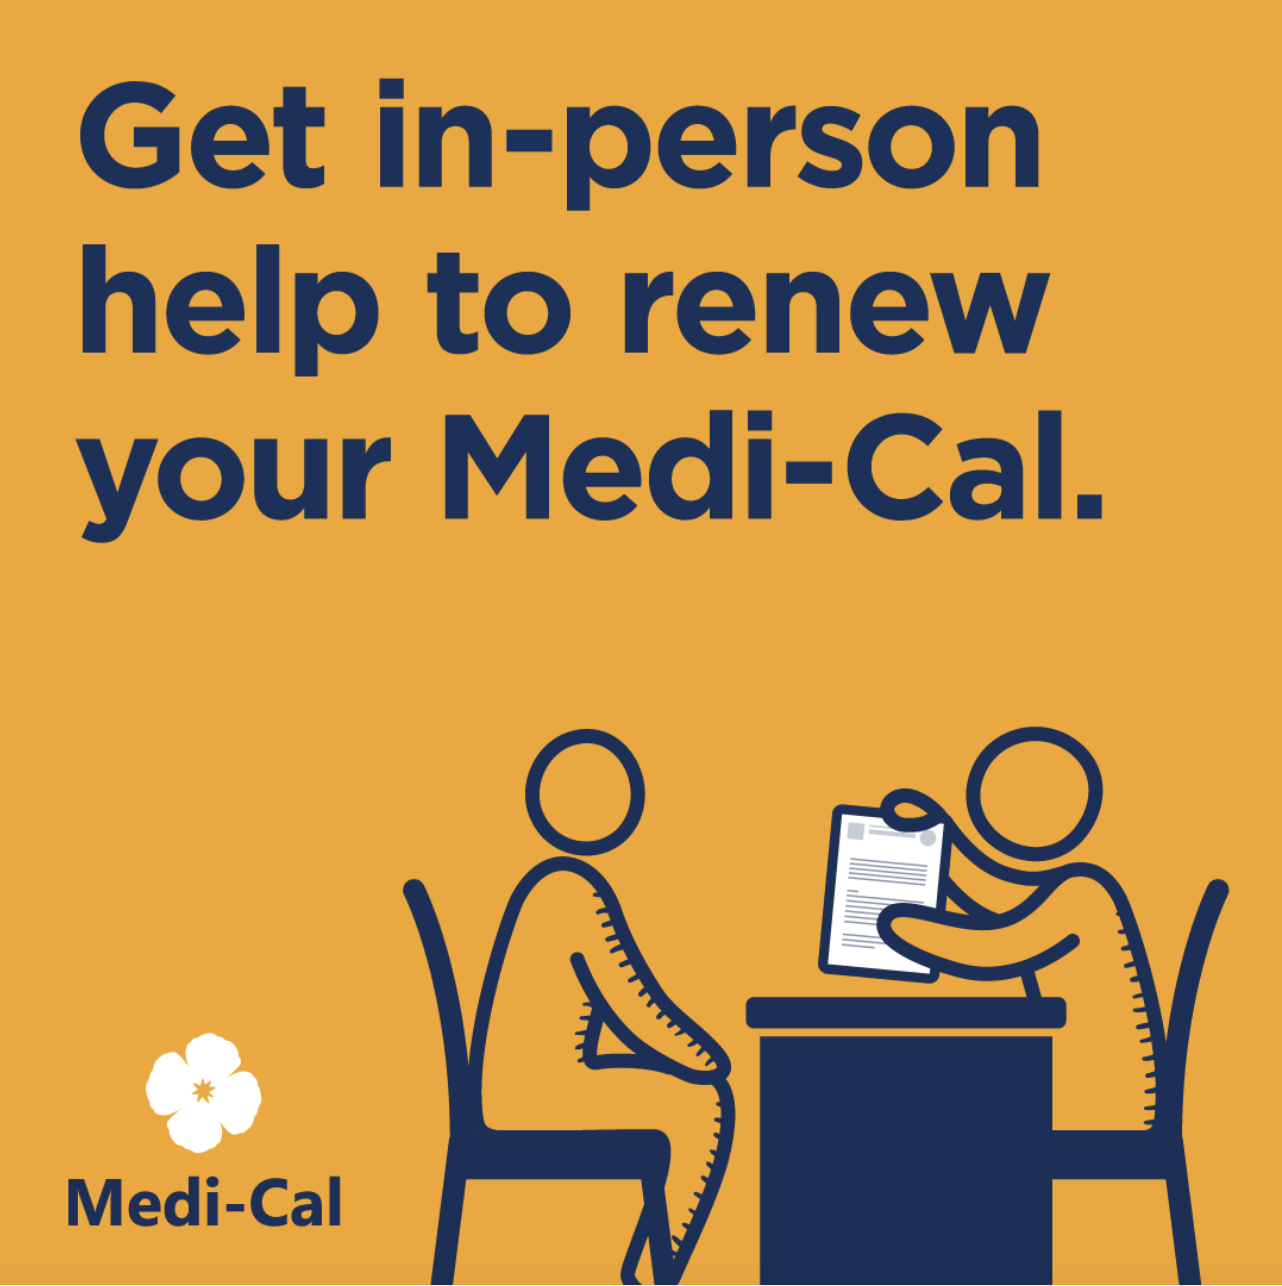 Get in-person
help to renew
your Medi-Cal.
Medi-Cal